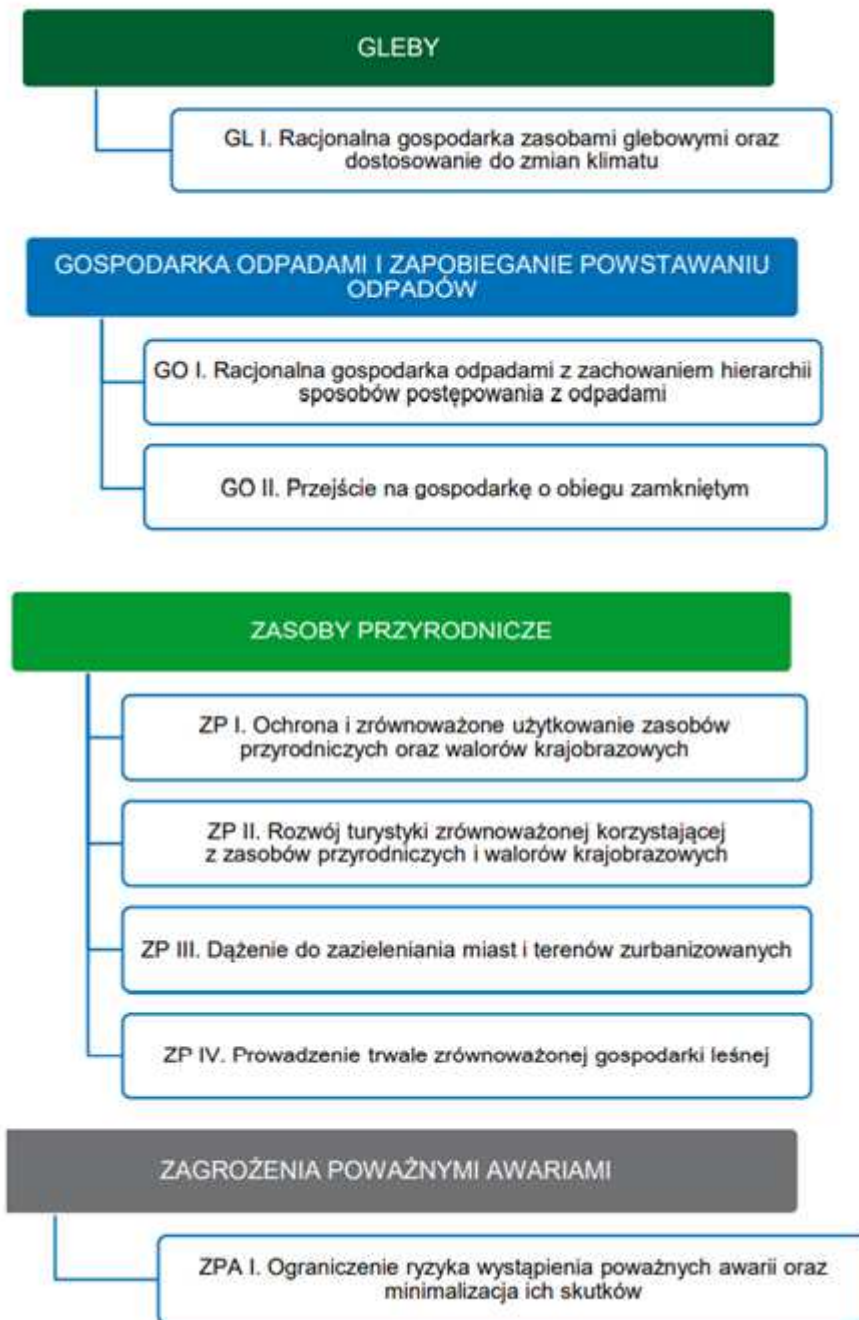 GLEBY
GL I. Racjonalna gospodarka zasobami glebowymi oraz
dostosowanie do zmian klimatu
GOSPODARKA ODPADAMI I ZAPOBIEGANIE POWSTAWANIU
ODPADÓW
GO I. Racjonalna gospodarka odpadami z zachowaniem hierarchii
sposobów postępowania z odpadami
GO II. Przejście na gospodarkę o obiegu zamkniętym
ZASOBY PRZYRODNICZE
ZP I. Ochrona i zrównoważone użytkowanie zasobów
przyrodniczych oraz walorów krajobrazowych
ZP II. Rozwój turystyki zrównoważonej korzystającej
z zasobów przyrodniczych i walorów krajobrazowych
ZP III. Dążenie do zazieleniania miast i terenów zurbanizowanych
ZP IV. Prowadzenie trwale zrównoważonej gospodarki leśnej
ZAGROŻENIA POWAŻNYMI AWARIAMI
ZPA I. Ograniczenie ryzyka wystąpienia poważnych awarii oraz
minimalizacja ich skutków